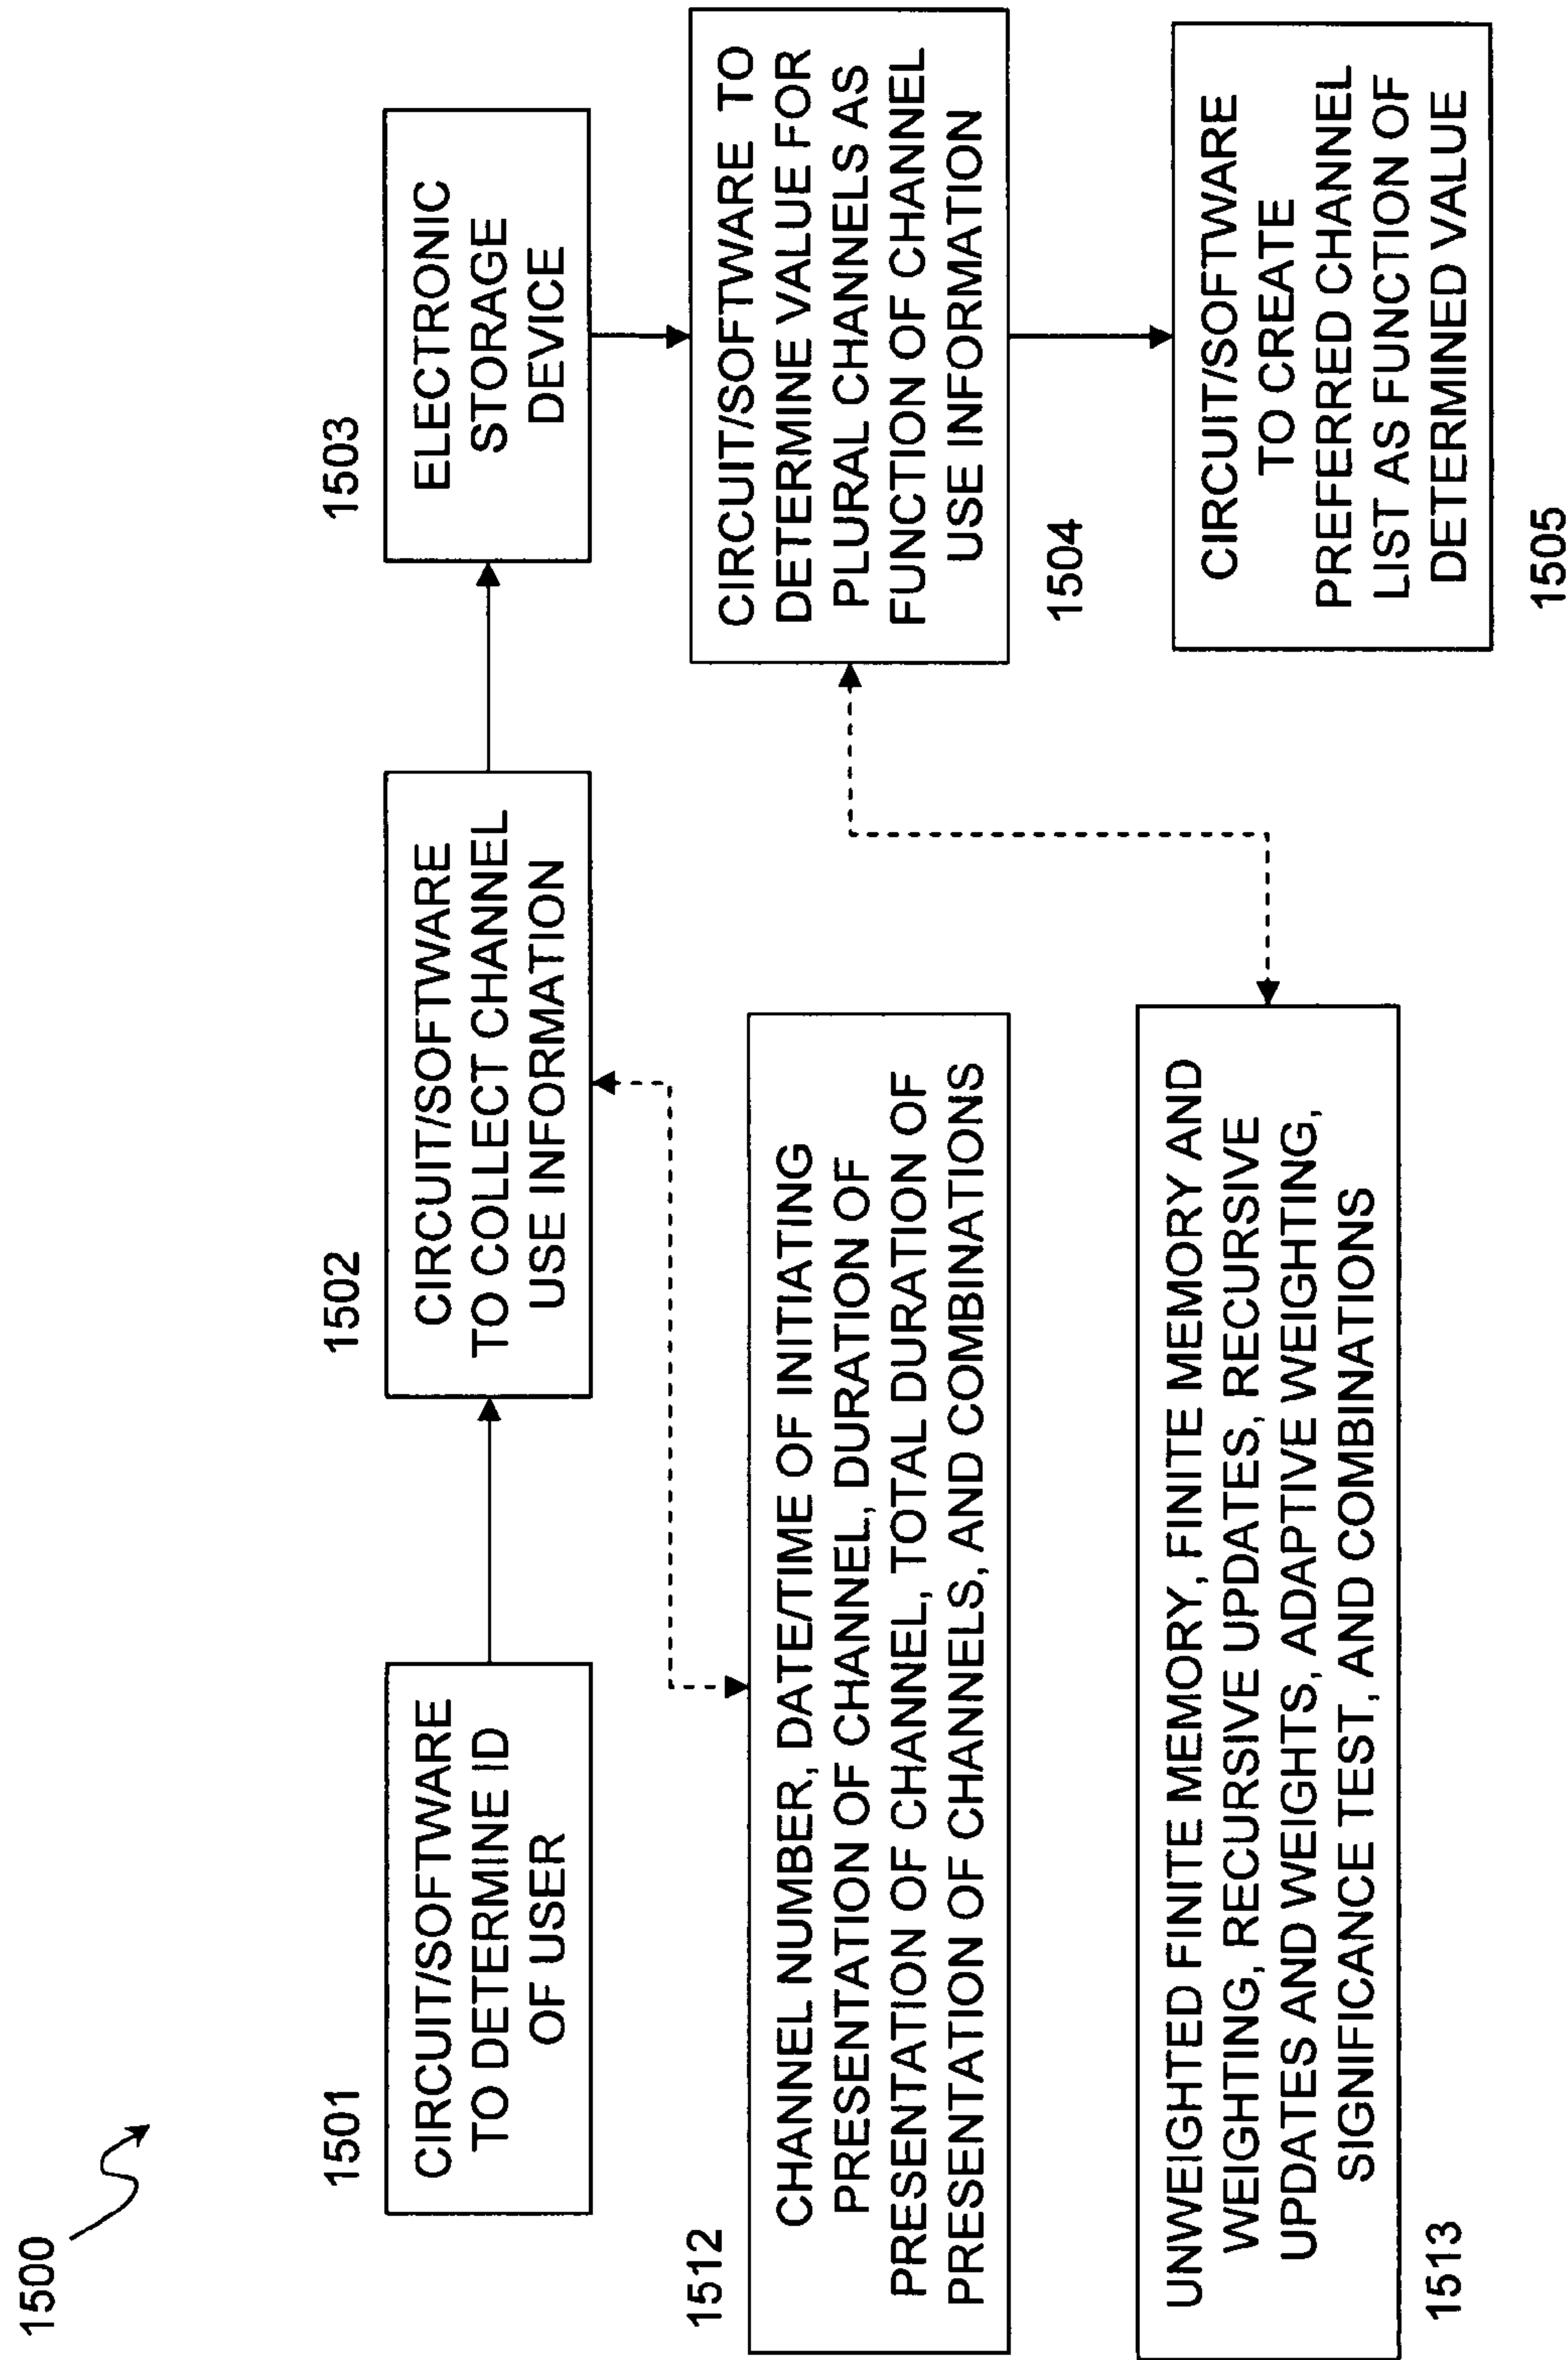 1500
1501
CIRCUIT/SOFTWARE
TO DETERMINE ID
OF USER
1502
CIRCUIT/SOFTWARE
TO COLLECT CHANNEL
USE INFORMATION
1503
ELECTRONIC
STORAGE
DEVICE
1512
CHANNEL NUMBER, DATE/TIME OF INITIATING
PRESENTATION OF CHANNEL, DURATION OF
PRESENTATION OF CHANNEL, TOTAL DURATION OF
PRESENTATION OF CHANNELS, AND COMBINATIONS
CIRCUIT/SOFTWARE TO
DETERMINE VALUE FOR
PLURAL CHANNELS AS
FUNCTION OF CHANNEL
USE INFORMATION
1504
UNWEIGHTED FINITE MEMORY, FINITE MEMORY AND
WEIGHTING, RECURSIVE UPDATES, RECURSIVE
UPDATES AND WEIGHTS, ADAPTIVE WEIGHTING,
SIGNIFICANCE TEST, AND COMBINATIONS
1513
CIRCUIT/SOFTWARE
TO CREATE
PREFERRED CHANNEL
LIST AS FUNCTION OF
DETERMINED VALUE
1505